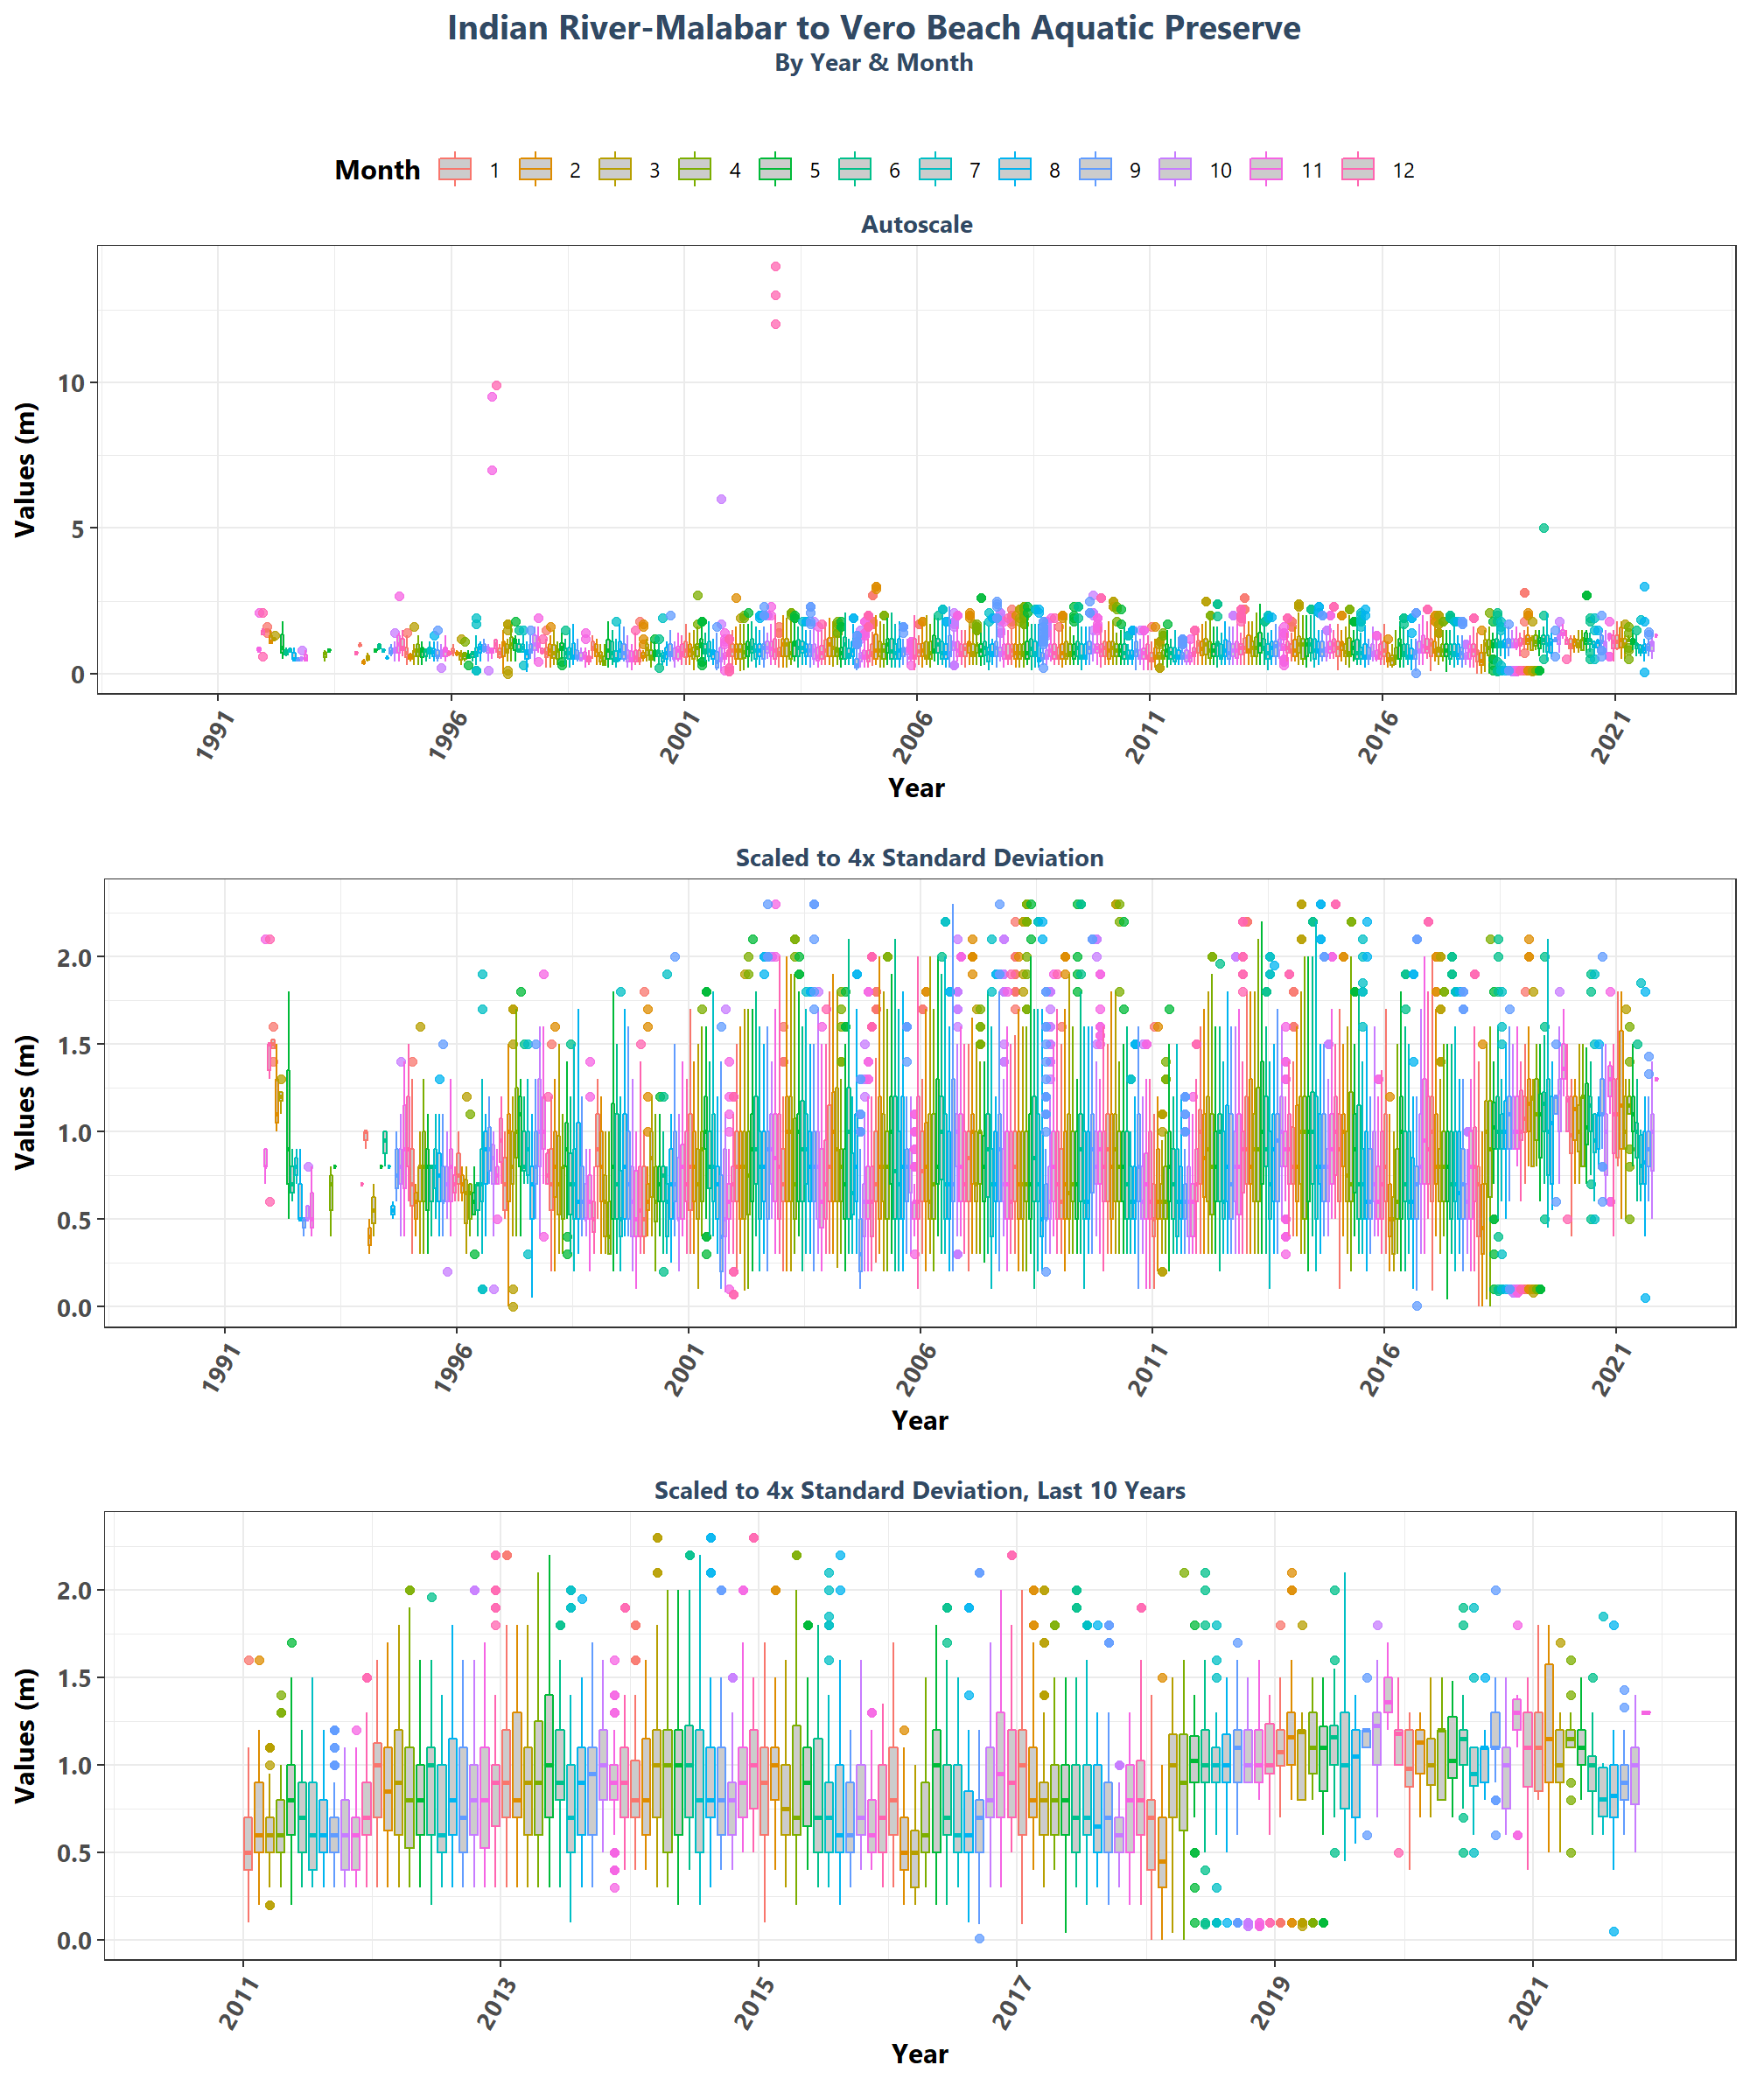 Indian River-Malabar to Vero Beach Aquatic Preserve
By Year & Month
Month 1 2 3 4 5 6 7 8 9 10 11 12
Autoscale
Values (m)
10
5
0
1991 1996 2001 2006 2011 2016 2021
Year
Scaled to 4x Standard Deviation
Values (m)
2.0
1.5
1.0
0.5
0.0
1991 1996 2001 2006 2011 2016 2021
Year
Scaled to 4x Standard Deviation, Last 10 Years
Values (m)
2.0
1.5
1.0
0.5
0.0
2011 2013 2015 2017 2019 2021
Year